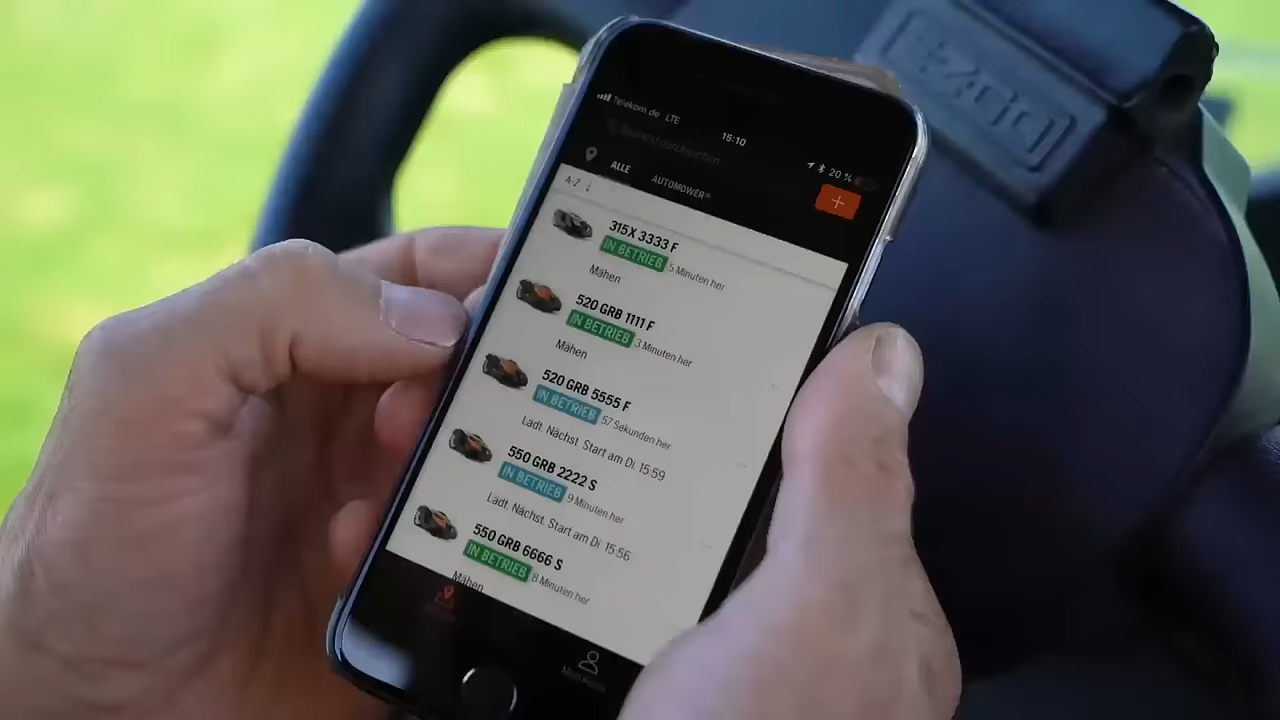 Telekom.de LTE
15:10
20 %
Bestand durchsuchen
ALLE
AUTOMOWER®
+
A-Z ↓
315X 3333 F
IN BETRIEB 5 Minuten her
Mähen
520 GRB 1111 F
IN BETRIEB 3 Minuten her
Mähen
520 GRB 5555 F
IN BETRIEB 57 Sekunden her
Lädt. Nächst. Start am Di. 15:59
550 GRB 2222 S
IN BETRIEB 9 Minuten her
Lädt. Nächst. Start am Di. 15:56
550 GRB 6666 S
IN BETRIEB 8 Minuten her
Mähen